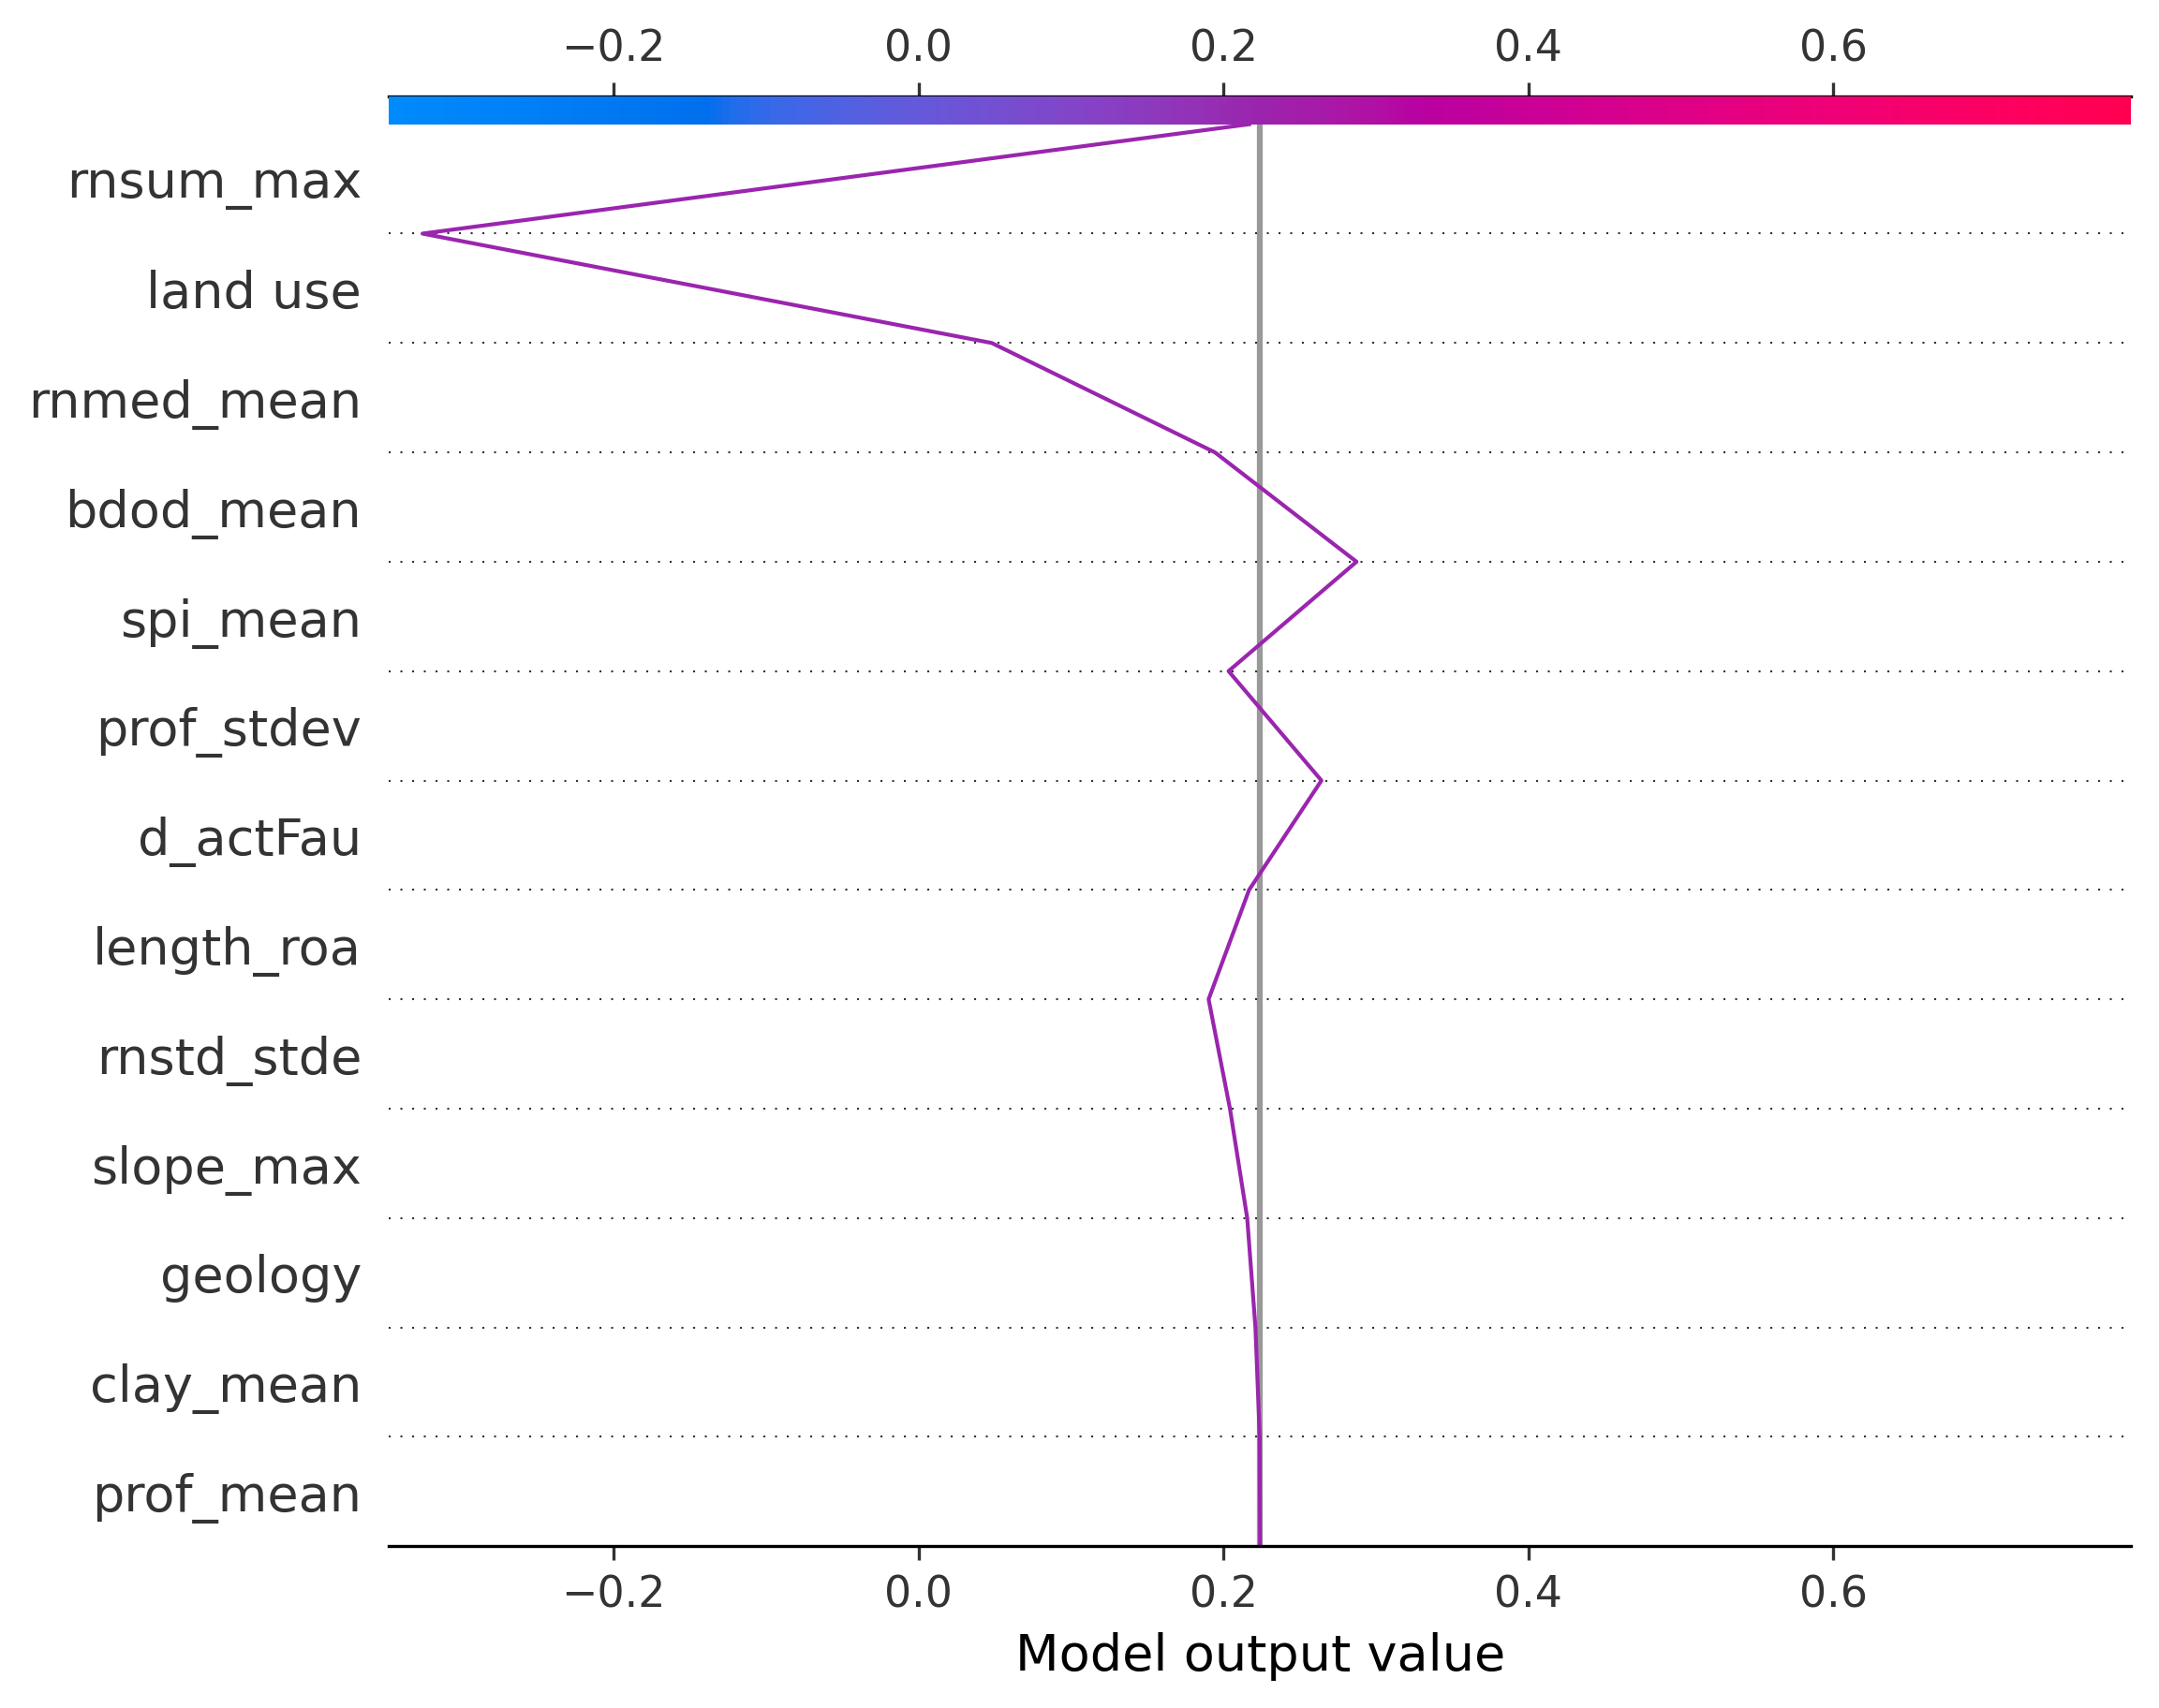 −0.2 0.0 0.2 0.4 0.6
rnsum_max
land use
rnmed_mean
bdod_mean
spi_mean
prof_stdev
d_actFau
length_roa
rnstd_stde
slope_max
geology
clay_mean
prof_mean
−0.2 0.0 0.2 0.4 0.6
Model output value